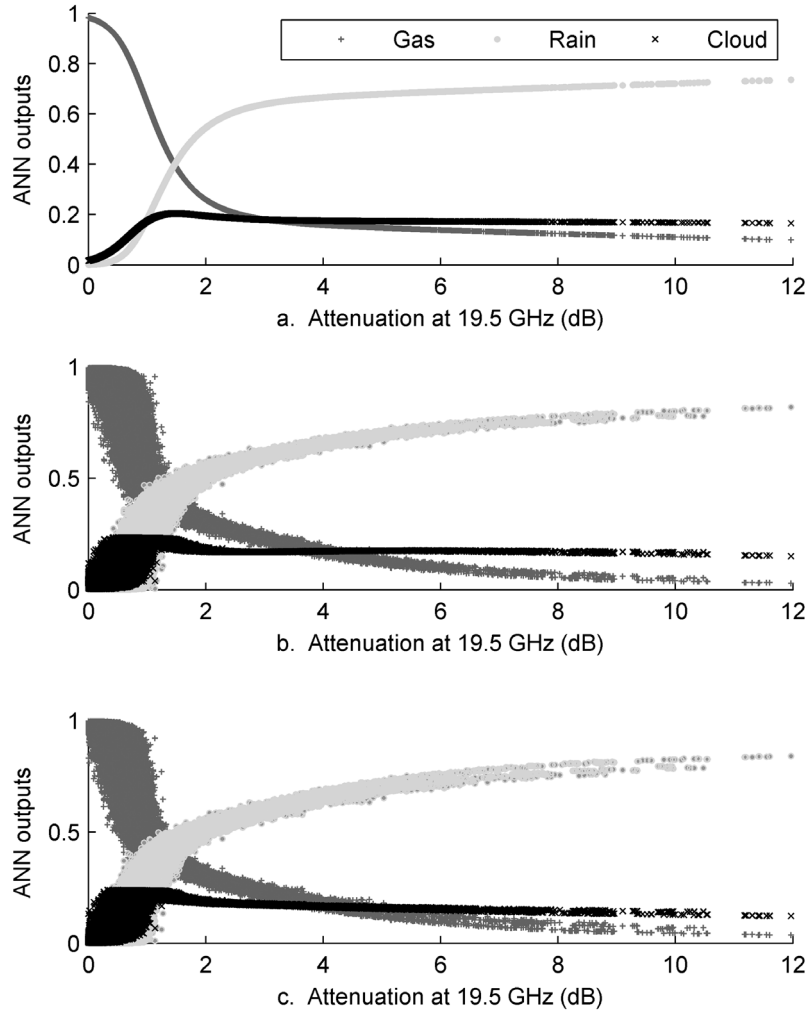 1
+ Gas Rain × Cloud
0.8
0.6
0.4
0.2
0
0 2 4 6 8 10 12
ANN outputs
a. Attenuation at 19.5 GHz (dB)
1
0.5
0
0 2 4 6 8 10 12
ANN outputs
b. Attenuation at 19.5 GHz (dB)
1
0.5
0
0 2 4 6 8 10 12
ANN outputs
c. Attenuation at 19.5 GHz (dB)